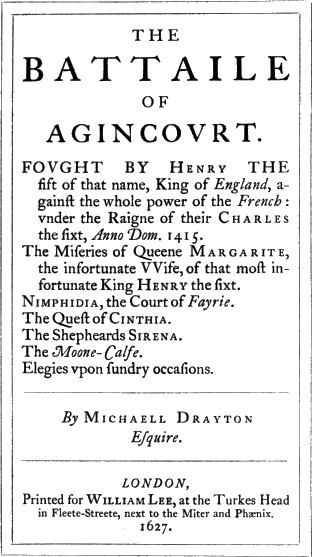 THE
BATTAILE
OF
AGINCOVRT.
FOVGHT BY HENRY THE
fift of that name, King of England, a-
gainſt the whole power of the French:
vnder the Raigne of their CHARLES
the ſixt, Anno Dom. 1415.
The Miſeries of Queene MARGARITE,
the infortunate VVife, of that moſt in-
fortunate King HENRY the ſixt.
NIMPHIDIA, the Court of Fayrie.
The Queſt of CINTHIA.
The Shepheards SIRENA.
The Moone-Calfe.
Elegies vpon ſundry occaſions.
By MICHAELL DRAYTON
Eſquire.
LONDON,
Printed for WILLIAM LEE, at the Turkes Head
in Fleete-Streete, next to the Miter and Phænix.
1627.